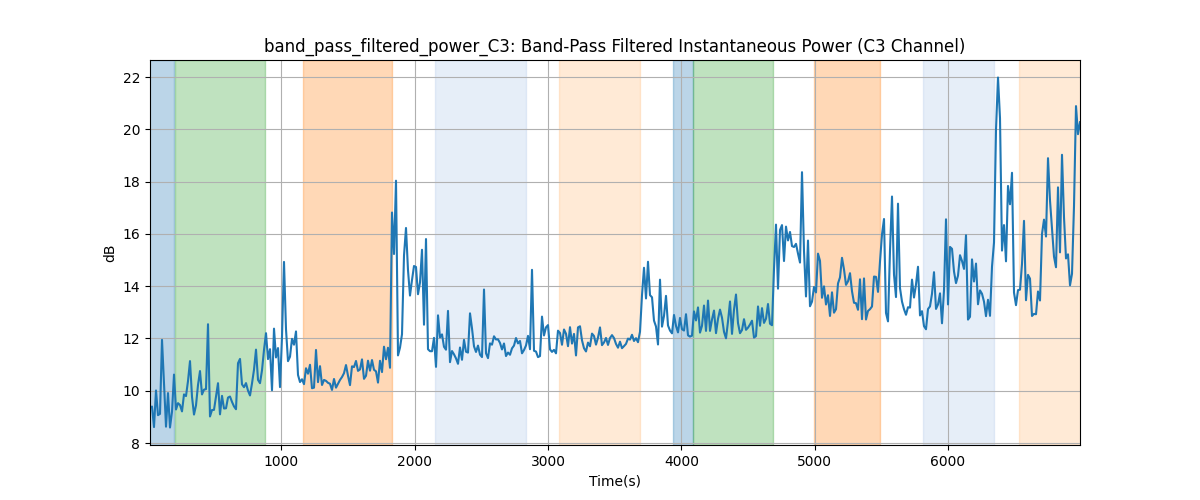 band_pass_filtered_power_C3: Band-Pass Filtered Instantaneous Power (C3 Channel)
22
20
18
16
14
12
10
8
dB
1000 2000 3000 4000 5000 6000
Time(s)